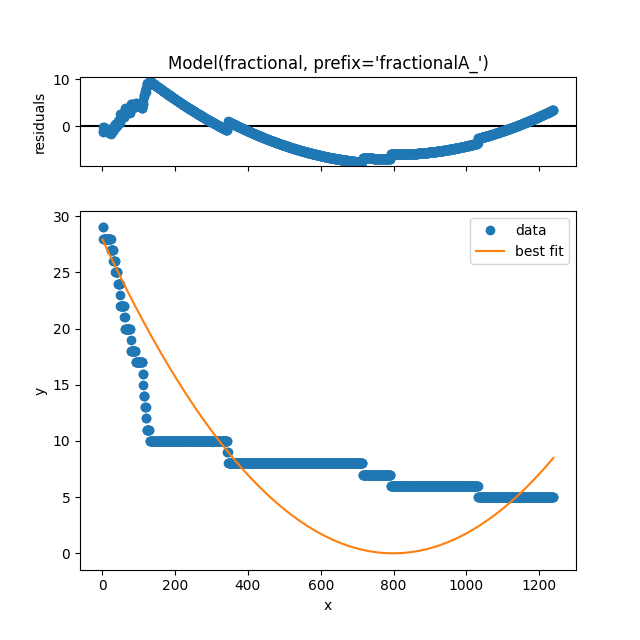 Model(fractional, prefix='fractionalA_')
10
0
residuals
30
25
20
15
10
5
0
y
data
best fit
0 200 400 600 800 1000 1200
x